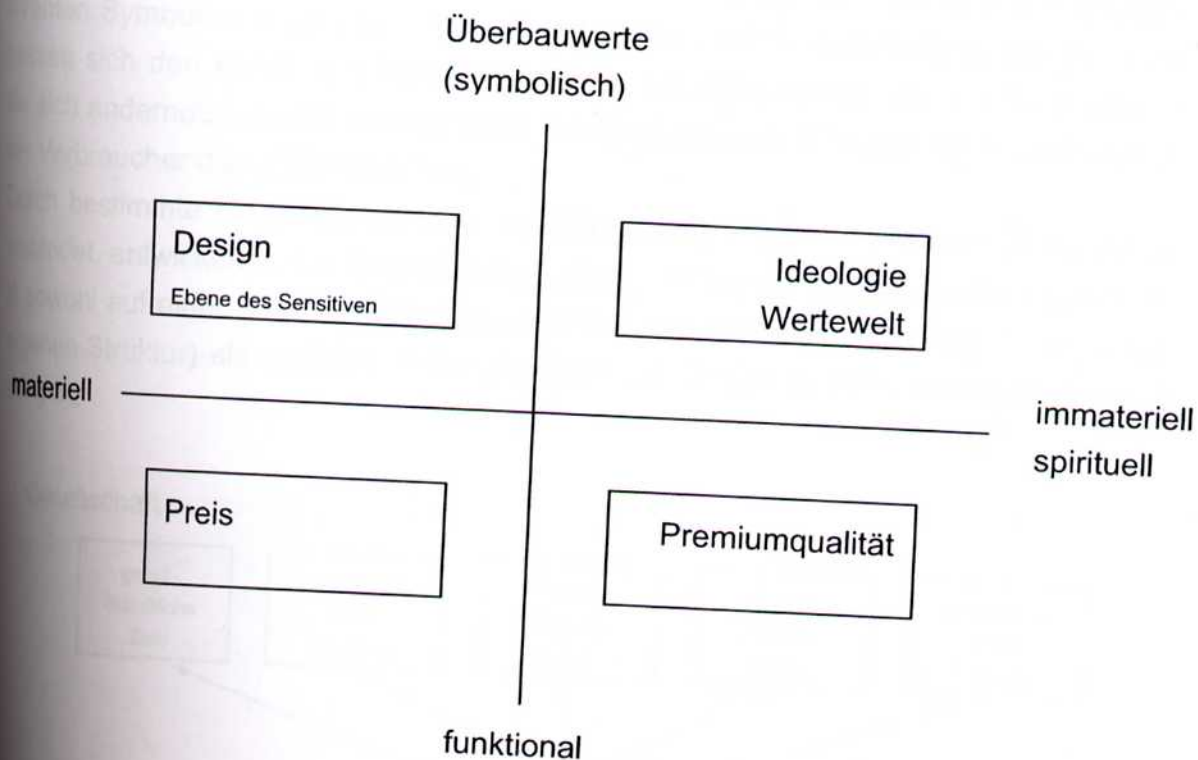 Überbauwerte
(symbolisch)
Design
Ebene des Sensitiven
Ideologie
Wertewelt
materiell
immateriell
spirituell
Preis
Premiumqualität
funktional